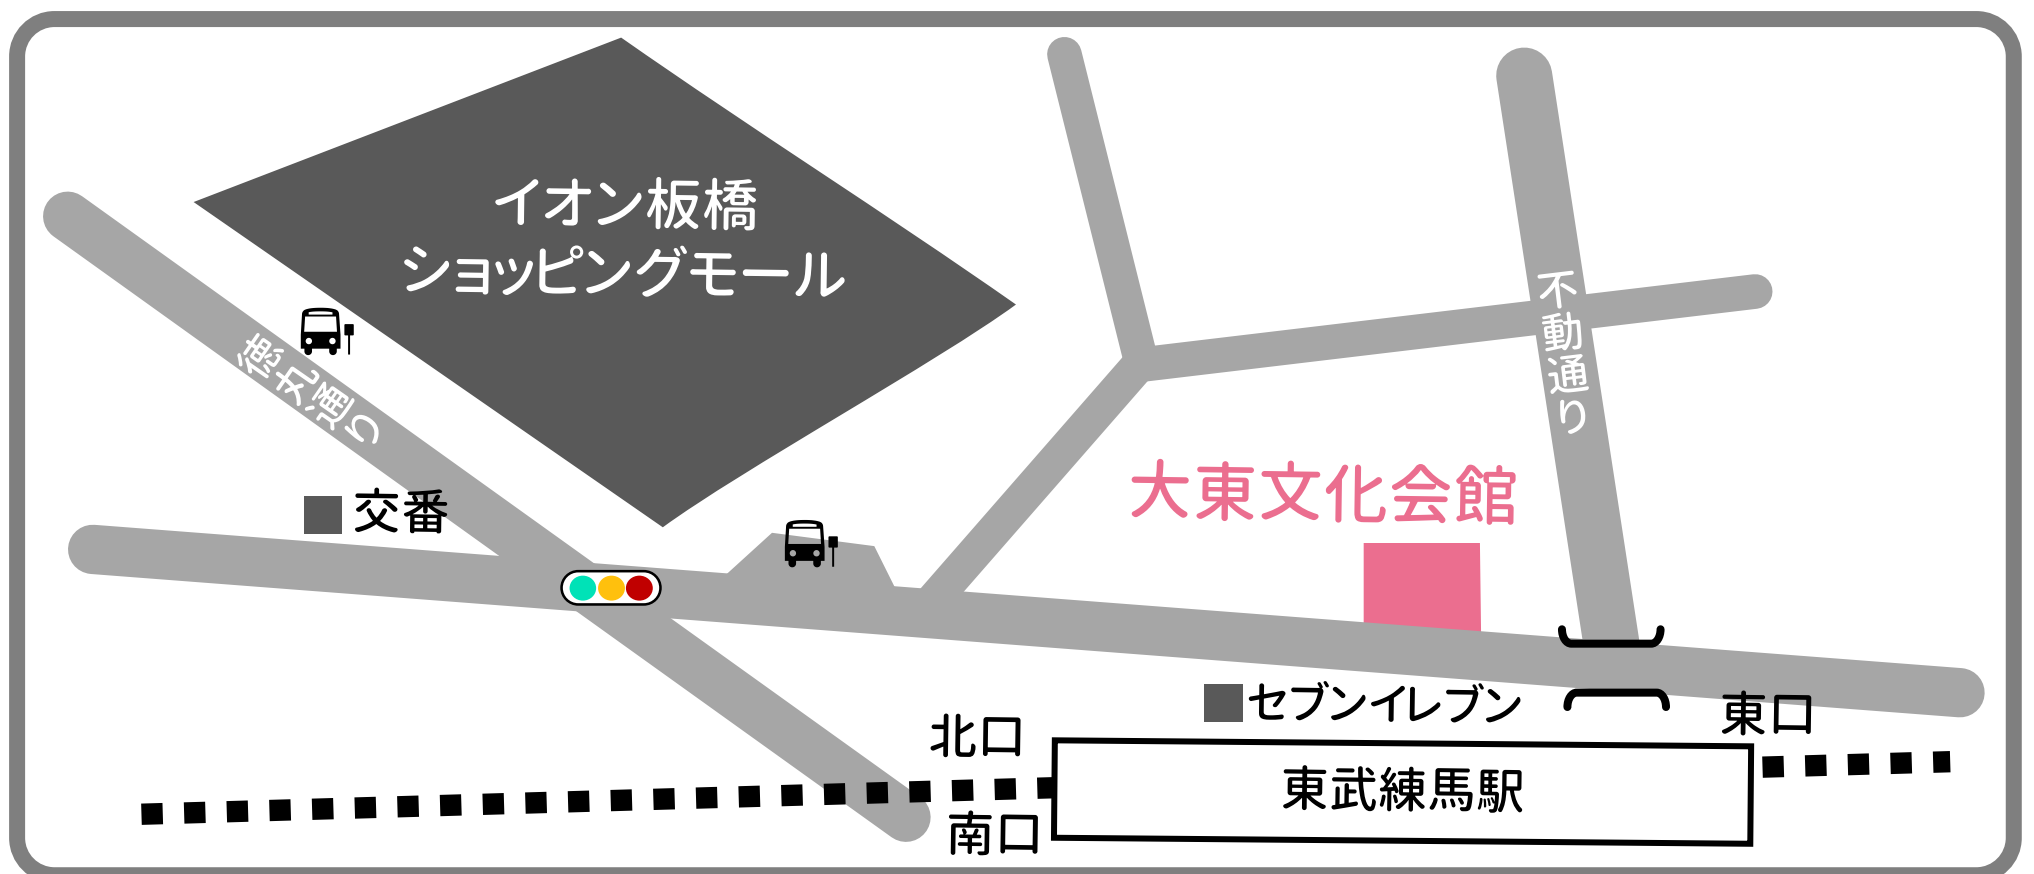 イオン板橋
ショッピングモール
不動通り
徳丸通り
交番
大東文化会館
セブンイレブン
東口
北口
東武練馬駅
南口